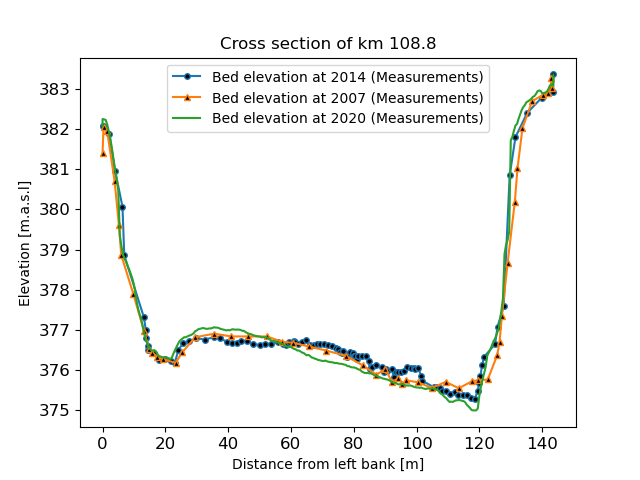 Cross section of km 108.8
Bed elevation at 2014 (Measurements)
Bed elevation at 2007 (Measurements)
Bed elevation at 2020 (Measurements)
Elevation [m.a.s.l]
383
382
381
380
379
378
377
376
375
0 20 40 60 80 100 120 140
Distance from left bank [m]